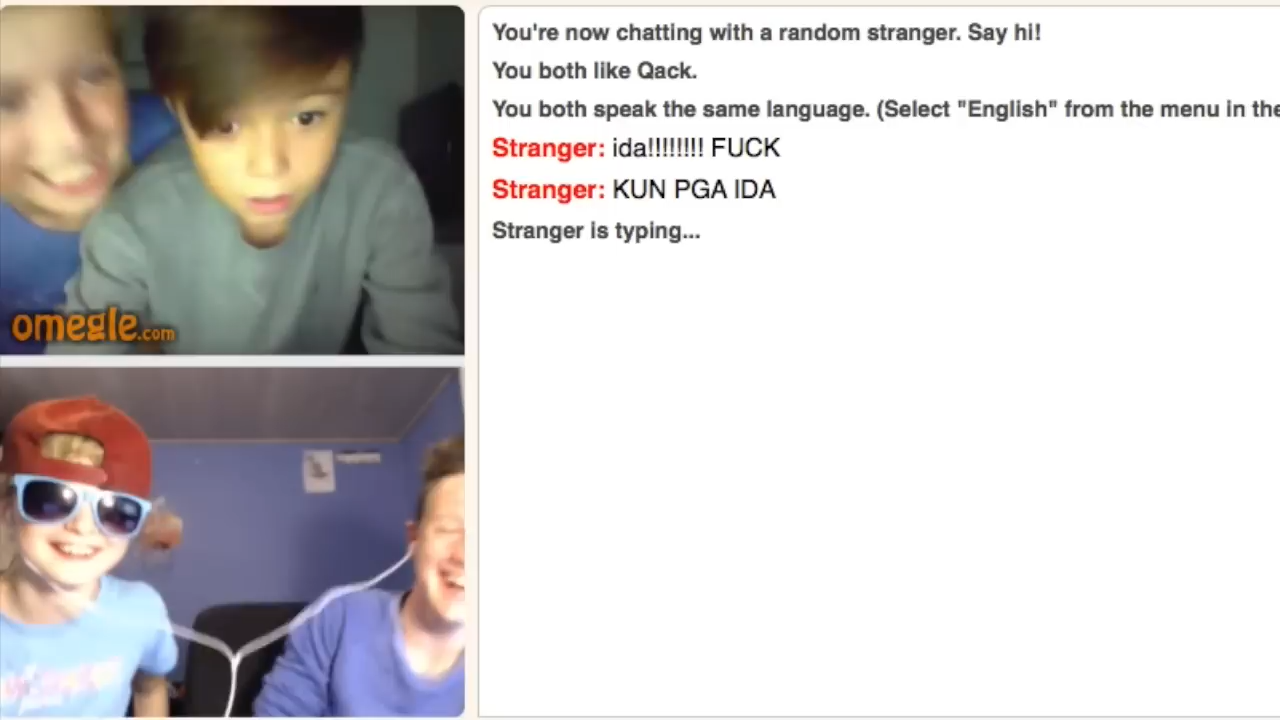 You're now chatting with a random stranger. Say hi!
You both like Qack.
You both speak the same language. (Select "English" from the menu in the
Stranger: ida!!!!!!!! FUCK
Stranger: KUN PGA IDA
Stranger is typing...
omegle.com